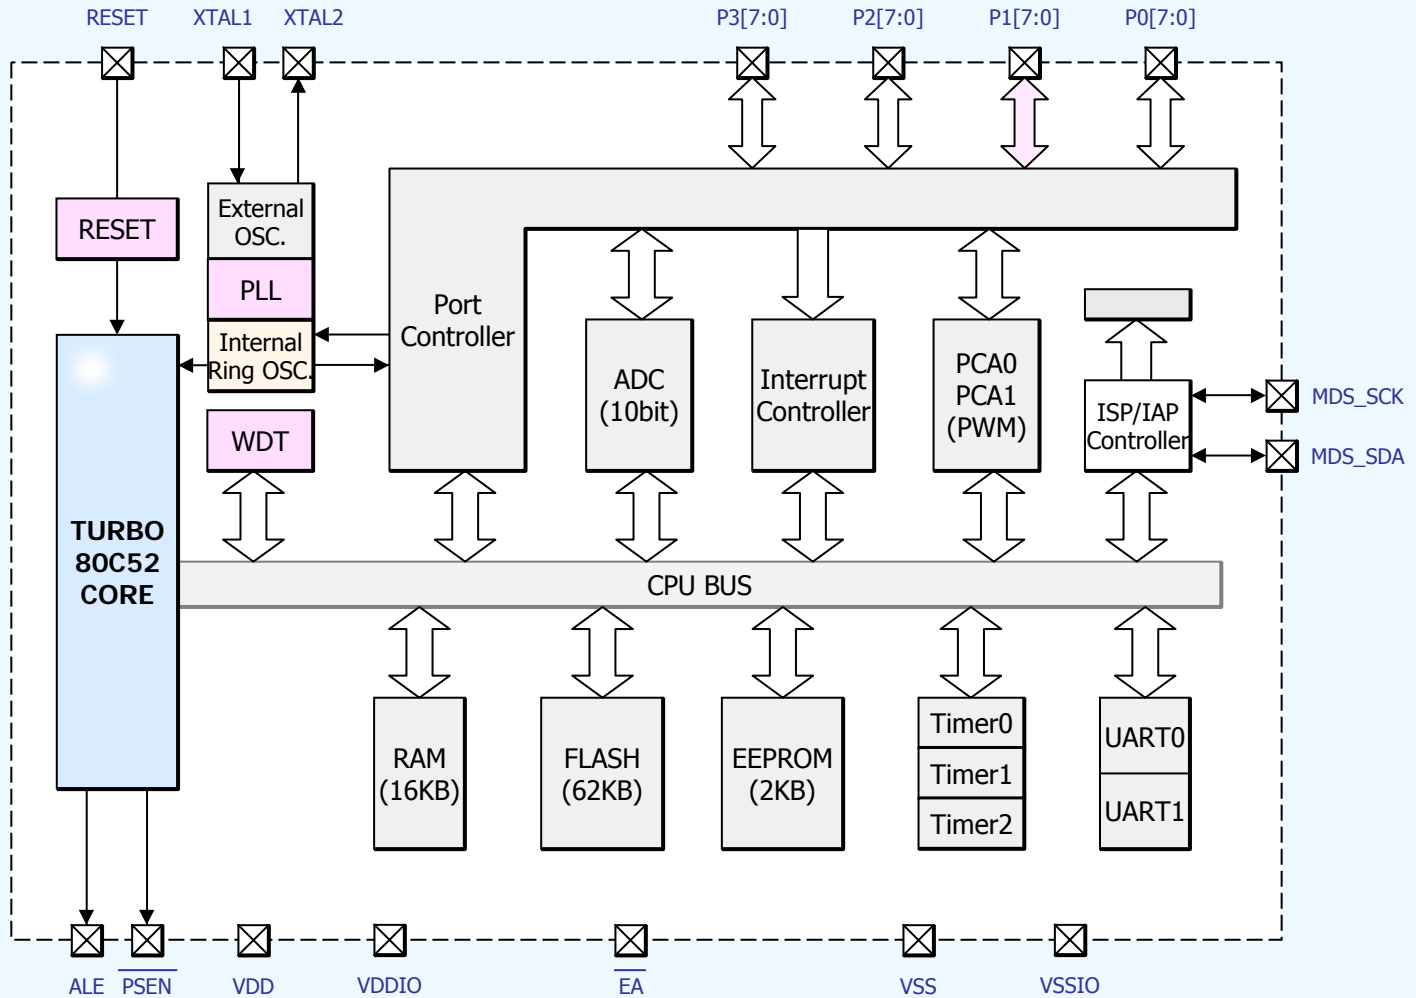 RESET XTAL1 XTAL2 P3[7:0] P2[7:0] P1[7:0] P0[7:0]
RESET
External
OSC.
PLL
Internal
Ring OSC.
WDT
Port
Controller
ADC
(10bit)
Interrupt
Controller
PCA0
PCA1
(PWM)
ISP/IAP
Controller
MDS_SCK
MDS_SDA
TURBO
80C52
CORE
CPU BUS
RAM
(16KB)
FLASH
(62KB)
EEPROM
(2KB)
Timer0
Timer1
Timer2
UART0
UART1
ALE PSEN VDD VDDIO EA VSS VSSIO